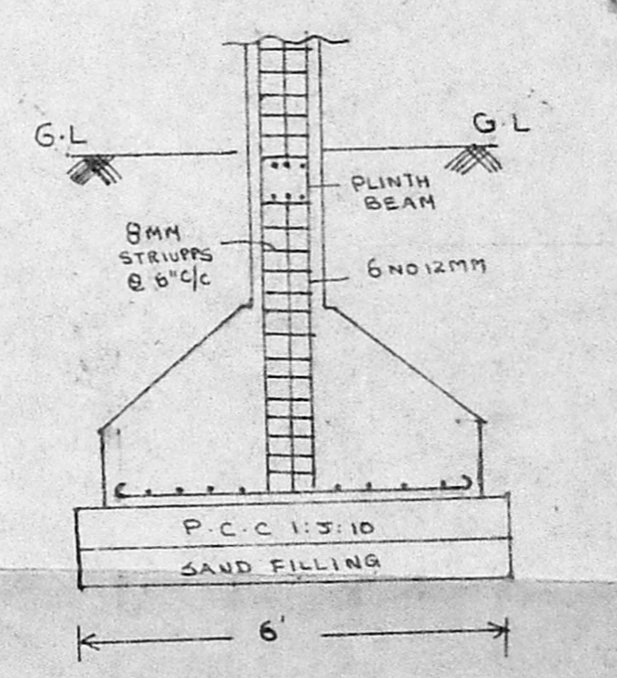 G.L
G.L
PLINTH
BEAM
8MM
STRIUPPS
@ 6" C/C
6 NO 12MM
P.C.C 1:5:10
SAND FILLING
6'